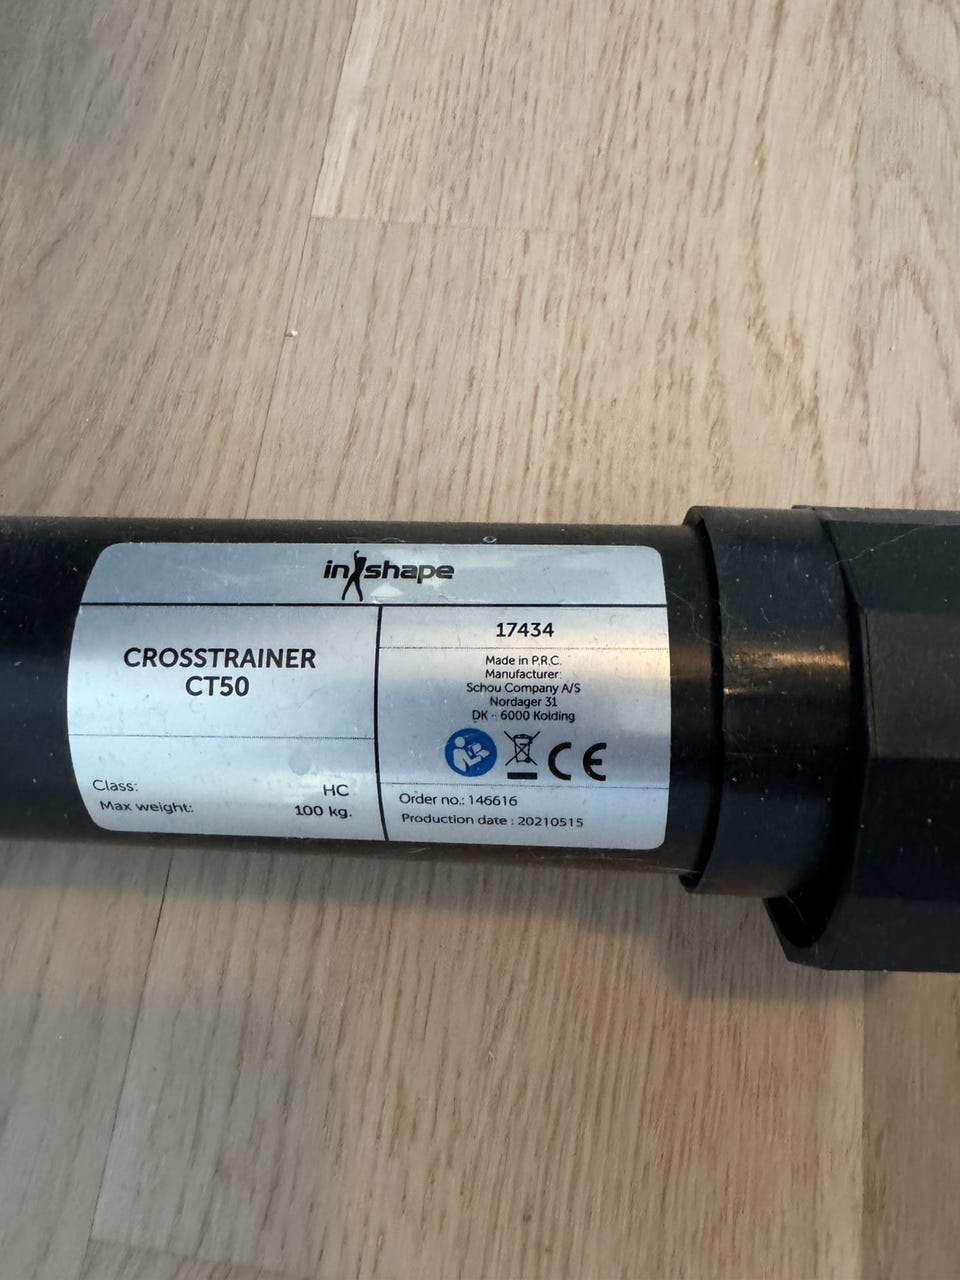 inshape
CROSSTRAINER
CT50
Class: HC
Max weight: 100 kg.
17434
Made in P.R.C.
Manufacturer:
Schou Company A/S
Nordager 31
DK - 6000 Kolding
CE
Order no.: 146616
Production date : 20210515